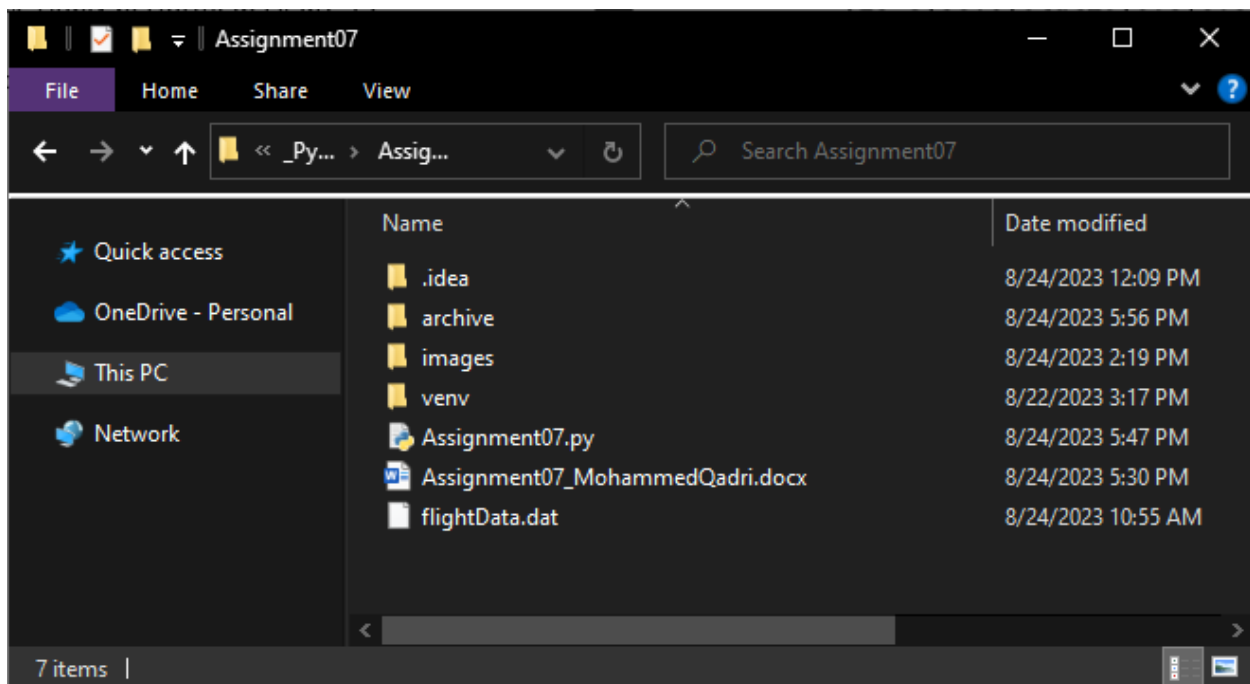 Assignment07
File Home Share View
« _Py... › Assig... Search Assignment07
Name Date modified
Quick access
OneDrive - Personal
This PC
Network
.idea 8/24/2023 12:09 PM
archive 8/24/2023 5:56 PM
images 8/24/2023 2:19 PM
venv 8/22/2023 3:17 PM
Assignment07.py 8/24/2023 5:47 PM
Assignment07_MohammedQadri.docx 8/24/2023 5:30 PM
flightData.dat 8/24/2023 10:55 AM
7 items